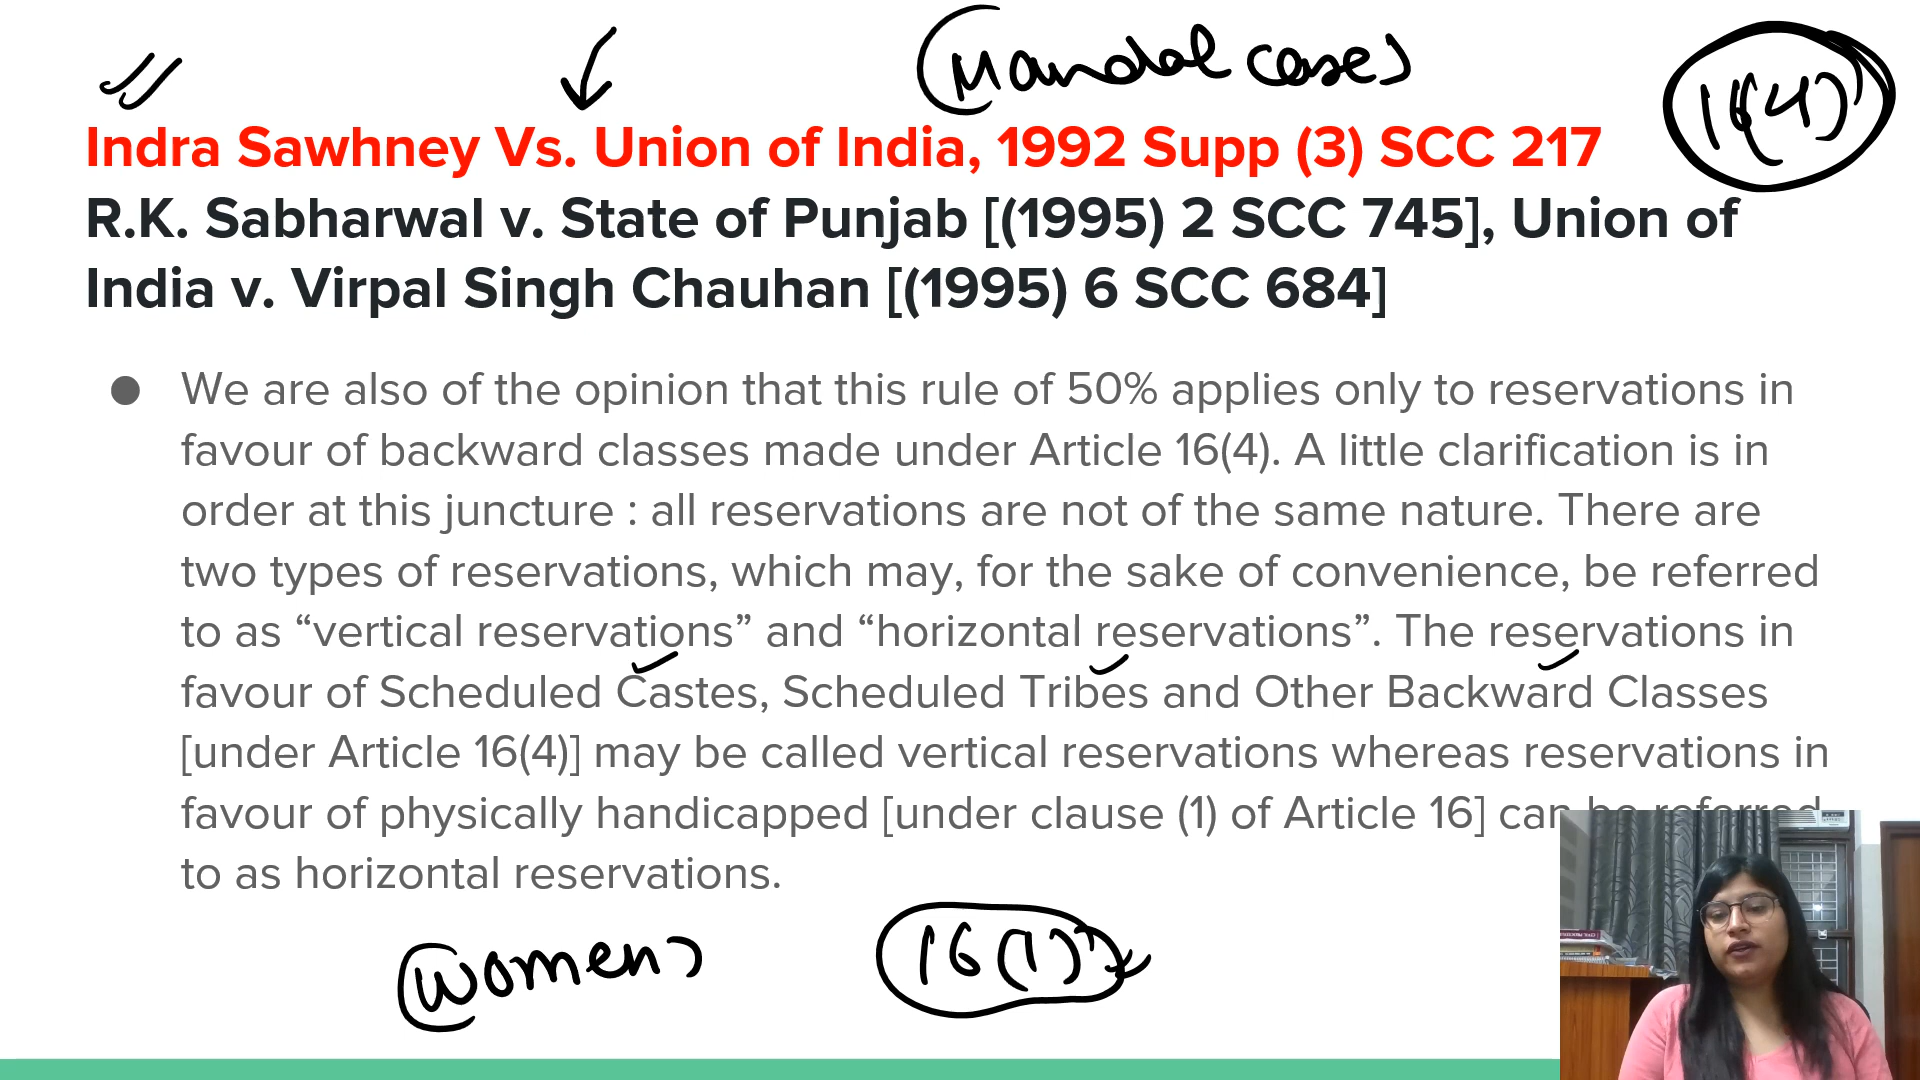 (Mandal cases
16(4)
Indra Sawhney Vs. Union of India, 1992 Supp (3) SCC 217
R.K. Sabharwal v. State of Punjab [(1995) 2 SCC 745], Union of
India v. Virpal Singh Chauhan [(1995) 6 SCC 684]
● We are also of the opinion that this rule of 50% applies only to reservations in
favour of backward classes made under Article 16(4). A little clarification is in
order at this juncture : all reservations are not of the same nature. There are
two types of reservations, which may, for the sake of convenience, be referred
to as “vertical reservations” and “horizontal reservations”. The reservations in
favour of Scheduled Castes, Scheduled Tribes and Other Backward Classes
[under Article 16(4)] may be called vertical reservations whereas reservations in
favour of physically handicapped [under clause (1) of Article 16] can be referred
to as horizontal reservations.
women
16(1)